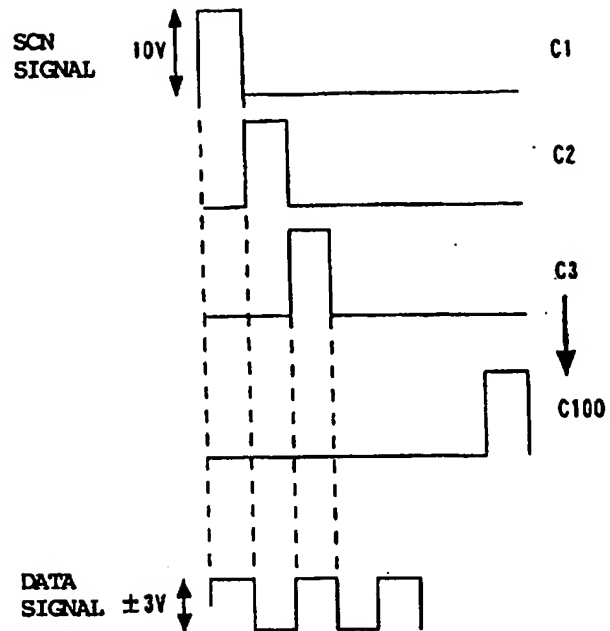 SCN
SIGNAL
10V
C1
C2
C3
C100
DATA
SIGNAL
±3V